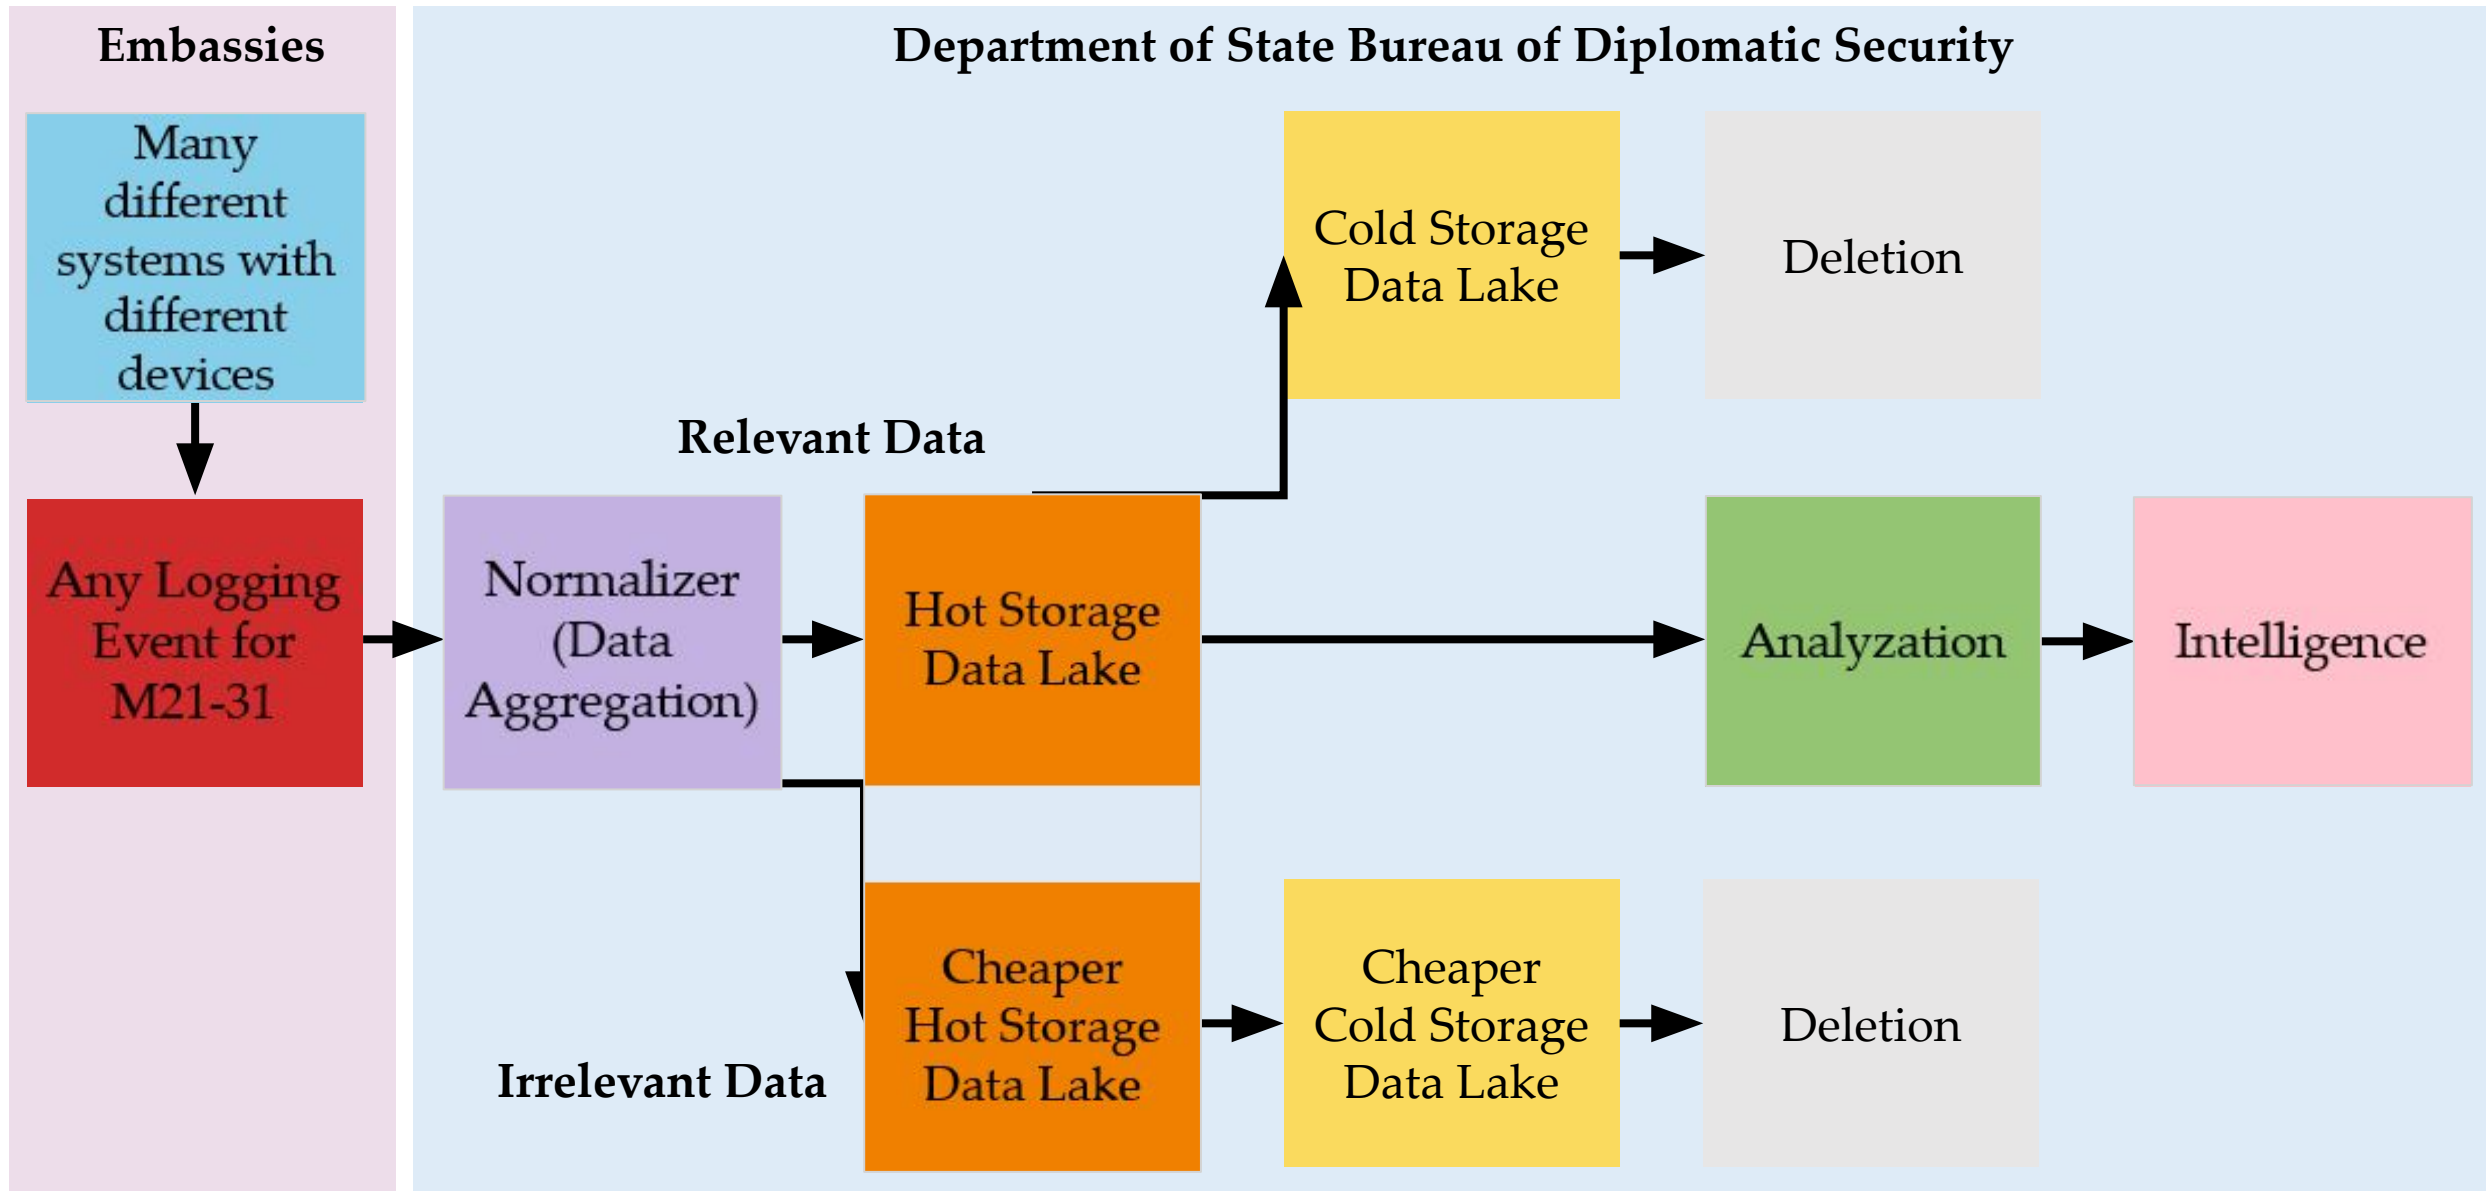 Embassies
Department of State Bureau of Diplomatic Security
Many
different
systems with
different
devices
Cold Storage
Data Lake
Deletion
Relevant Data
Any Logging
Event for
M21-31
Normalizer
(Data
Aggregation)
Hot Storage
Data Lake
Analyzation
Intelligence
Irrelevant Data
Cheaper
Hot Storage
Data Lake
Cheaper
Cold Storage
Data Lake
Deletion